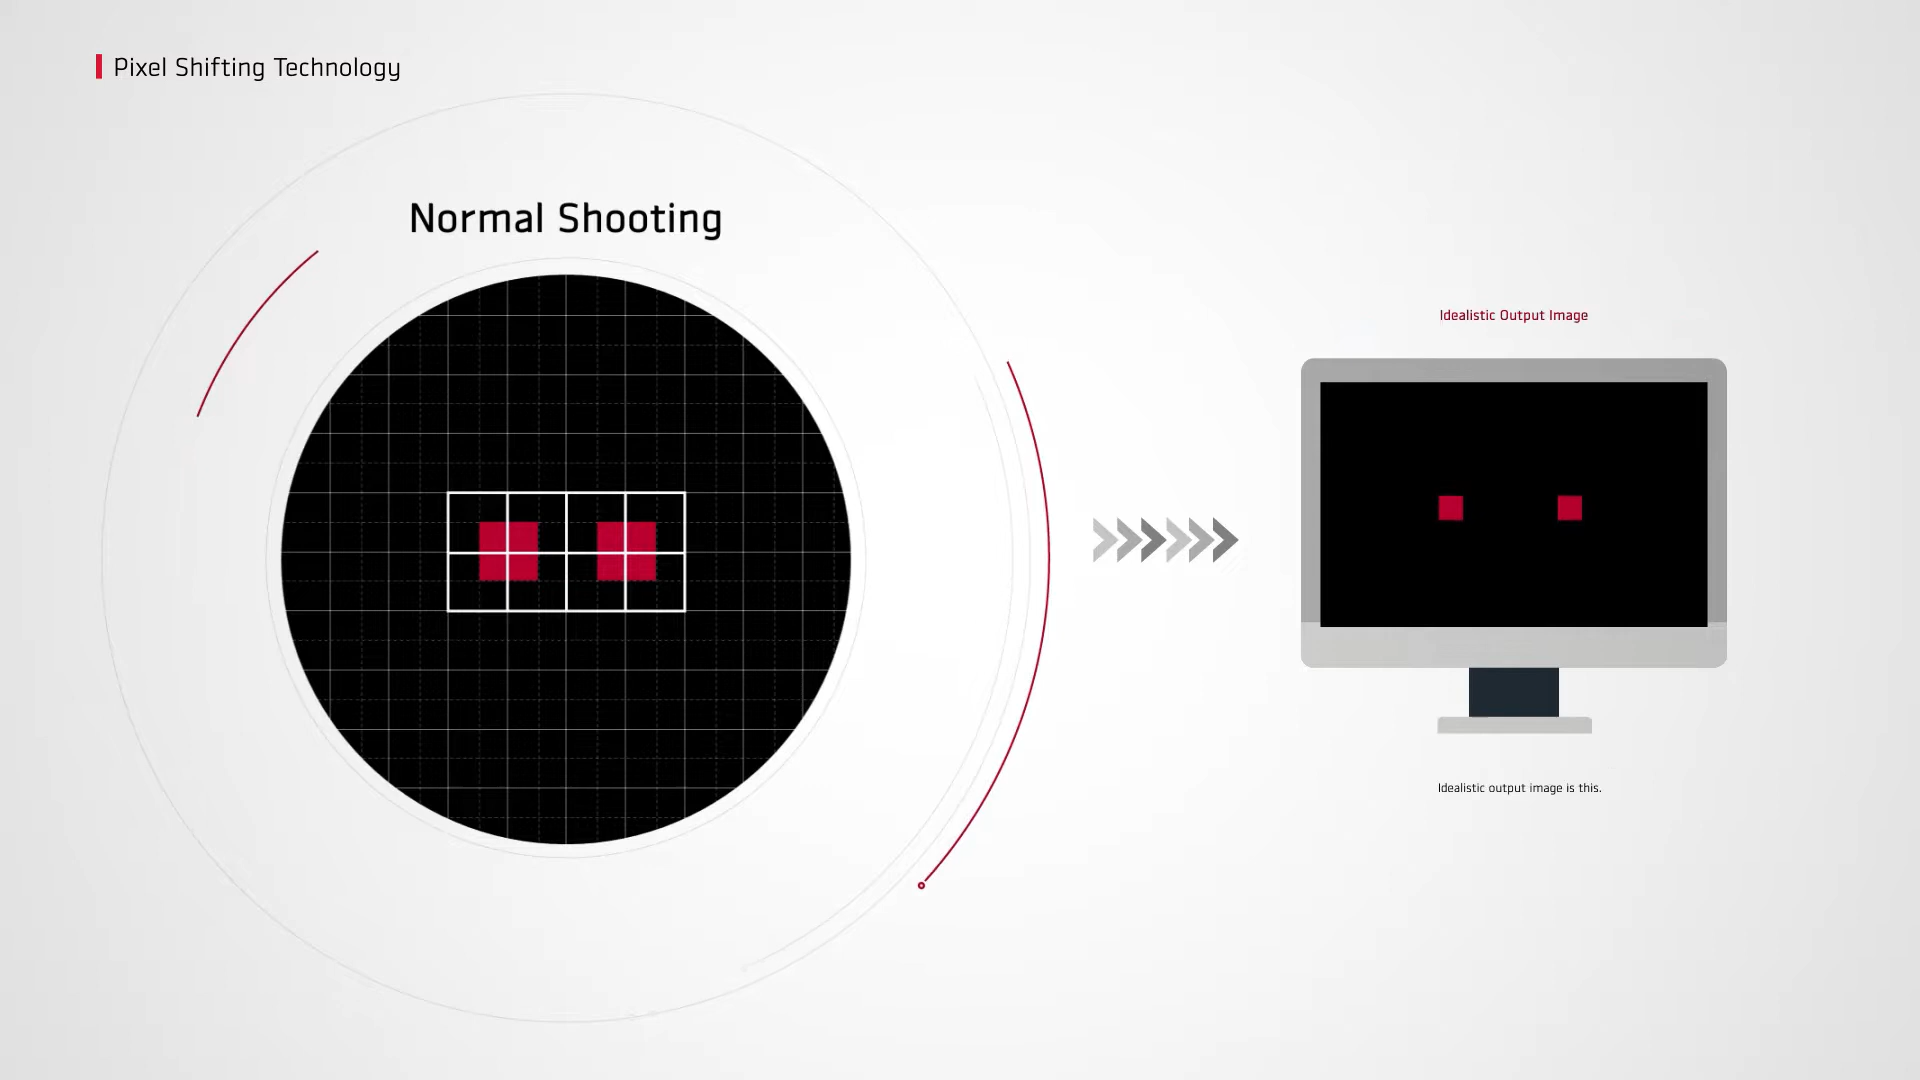 Pixel Shifting Technology
Normal Shooting
Idealistic Output Image
Idealistic output image is this.